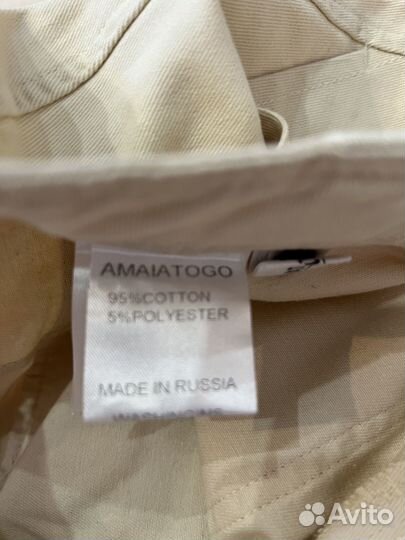 AMAIATOGO
95%COTTON
5%POLYESTER
MADE IN RUSSIA
Avito